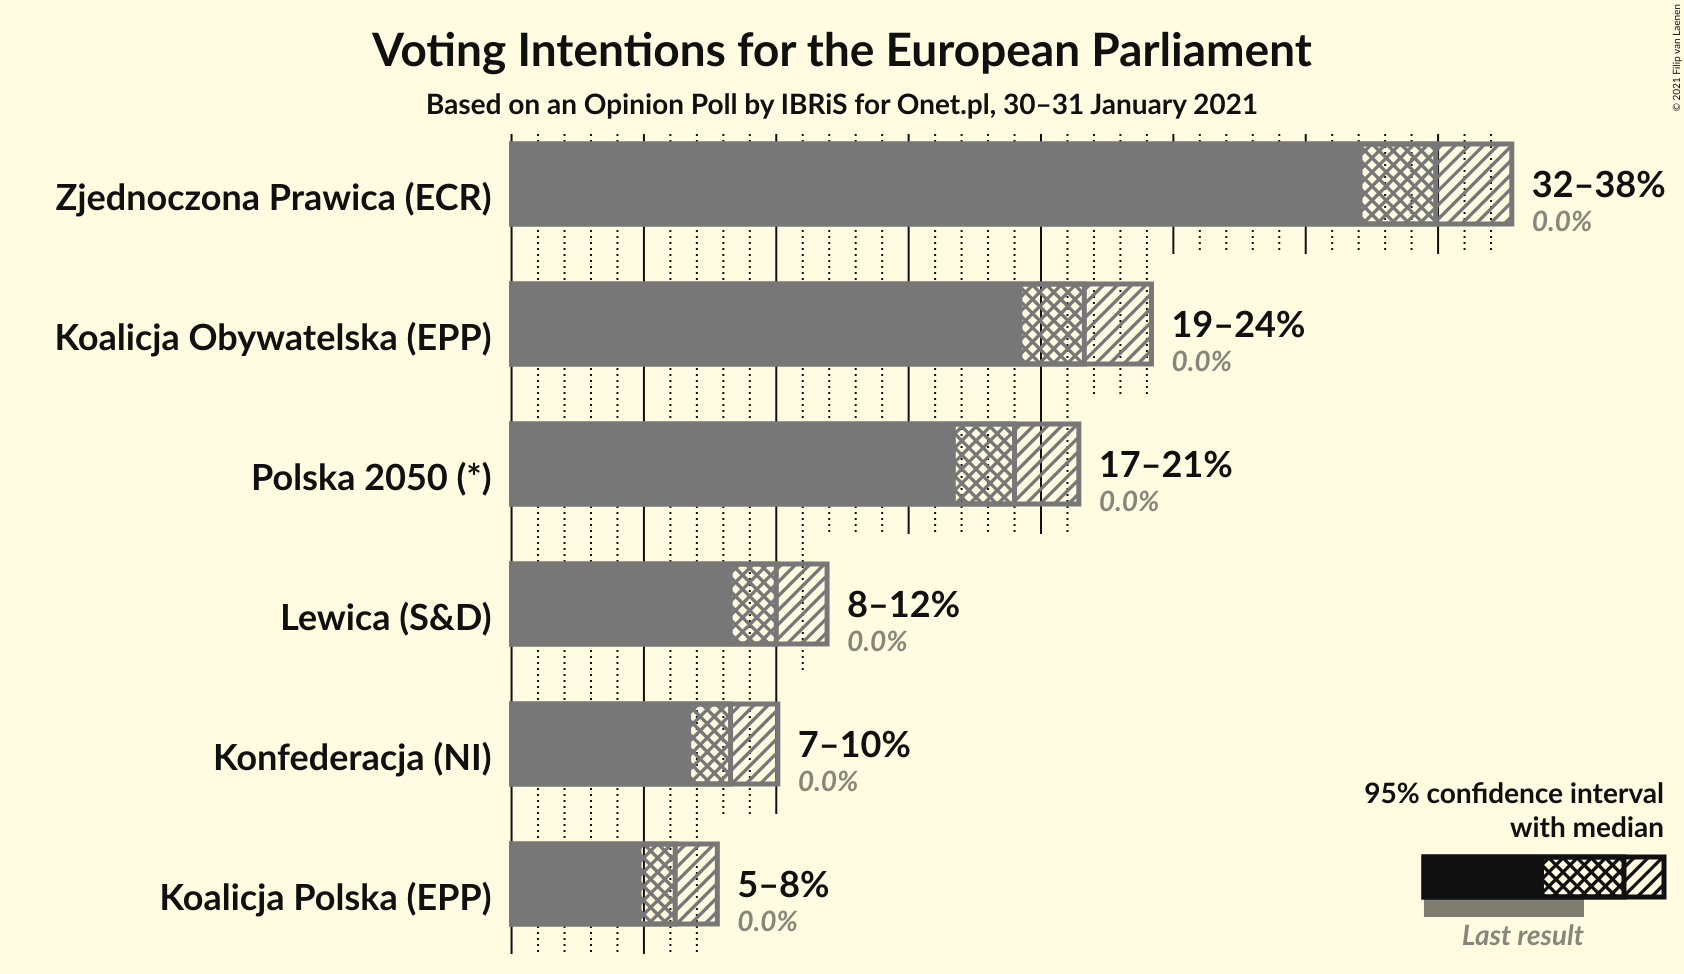 Voting Intentions for the European Parliament
Based on an Opinion Poll by IBRiS for Onet.pl, 30–31 January 2021
© 2021 Filip van Laenen
Zjednoczona Prawica (ECR)
32–38%
0.0%
Koalicja Obywatelska (EPP)
19–24%
0.0%
Polska 2050 (*)
17–21%
0.0%
Lewica (S&D)
8–12%
0.0%
Konfederacja (NI)
7–10%
0.0%
Koalicja Polska (EPP)
5–8%
0.0%
95% confidence interval
with median
Last result